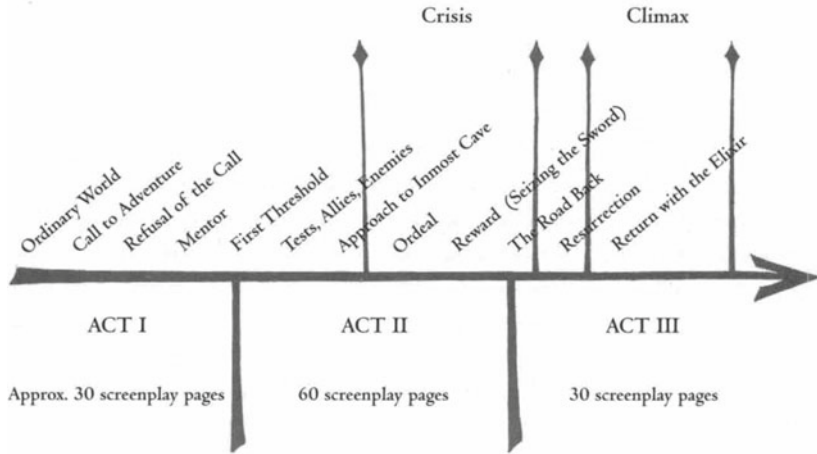 Crisis
Climax
Ordinary World
Call to Adventure
Refusal of the Call
Mentor
First Threshold
Tests, Allies, Enemies
Approach to Inmost Cave
Ordeal
Reward (Seizing the Sword)
The Road Back
Resurrection
Return with the Elixir
ACT I
ACT II
ACT III
Approx. 30 screenplay pages
60 screenplay pages
30 screenplay pages